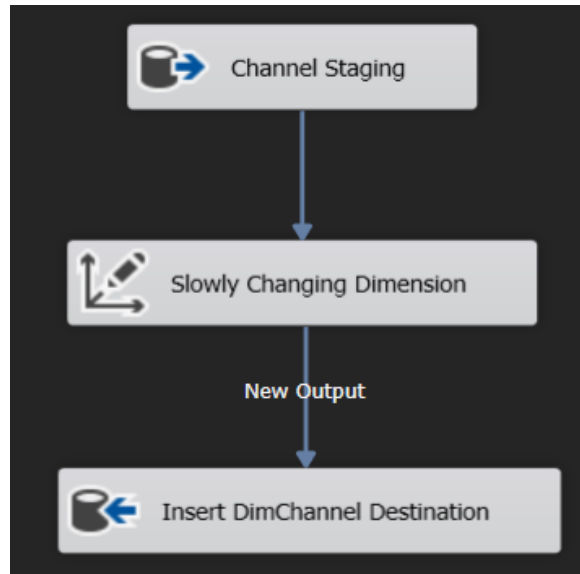 Channel Staging
Slowly Changing Dimension
New Output
Insert DimChannel Destination